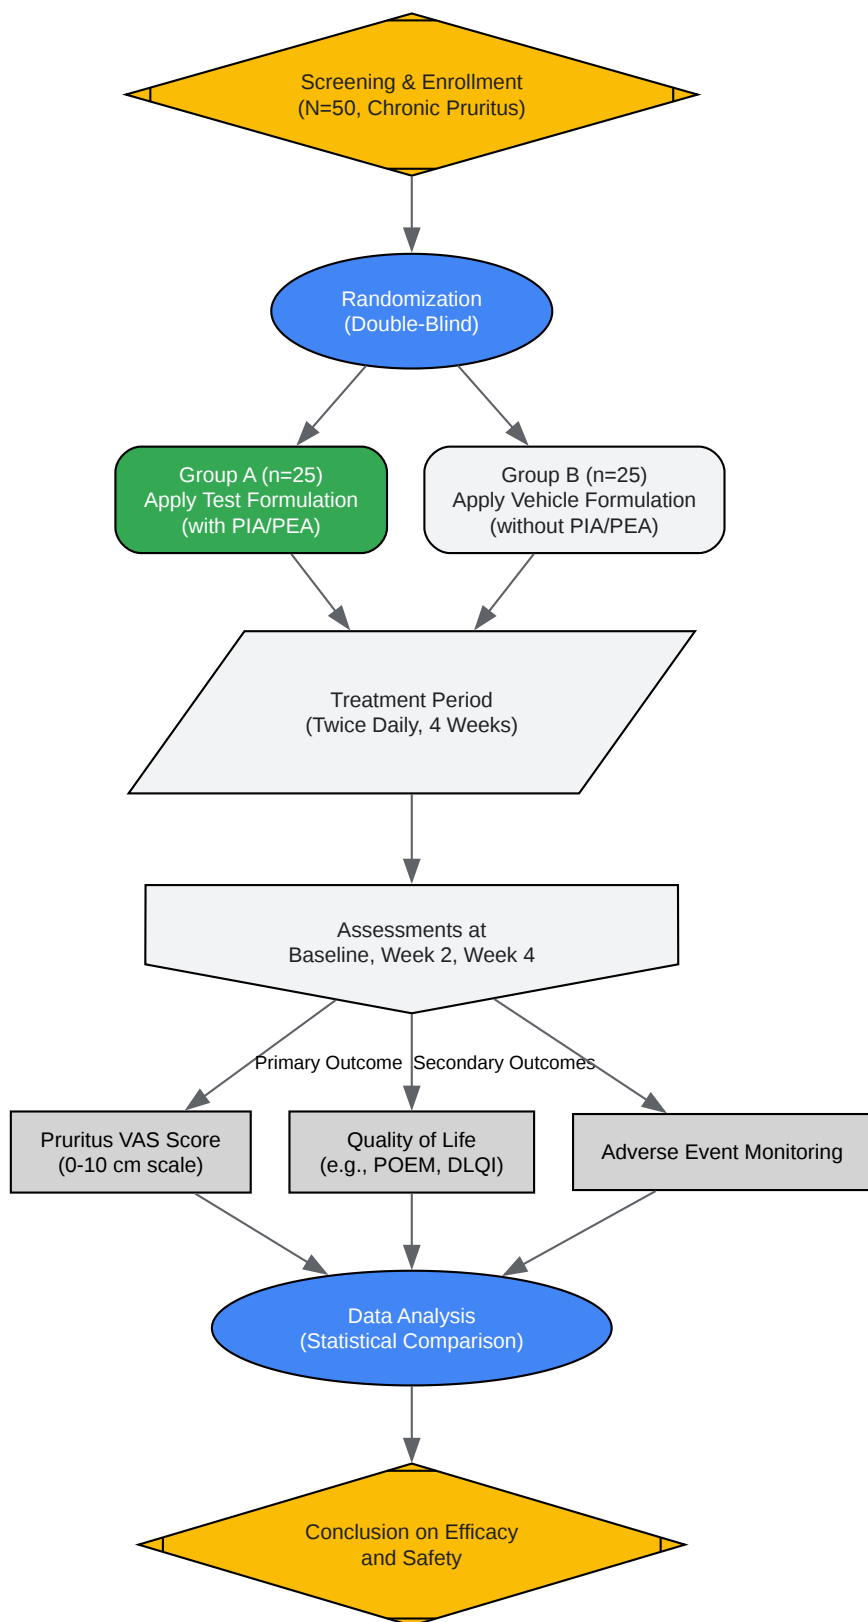 Screening & Enrollment
(N=50, Chronic Pruritus)
Randomization
(Double-Blind)
Group A (n=25)
Apply Test Formulation
(with PIA/PEA)
Group B (n=25)
Apply Vehicle Formulation
(without PIA/PEA)
Treatment Period
(Twice Daily, 4 Weeks)
Assessments at
Baseline, Week 2, Week 4
Primary Outcome
Secondary Outcomes
Pruritus VAS Score
(0-10 cm scale)
Quality of Life
(e.g., POEM, DLQI)
Adverse Event Monitoring
Data Analysis
(Statistical Comparison)
Conclusion on Efficacy
and Safety